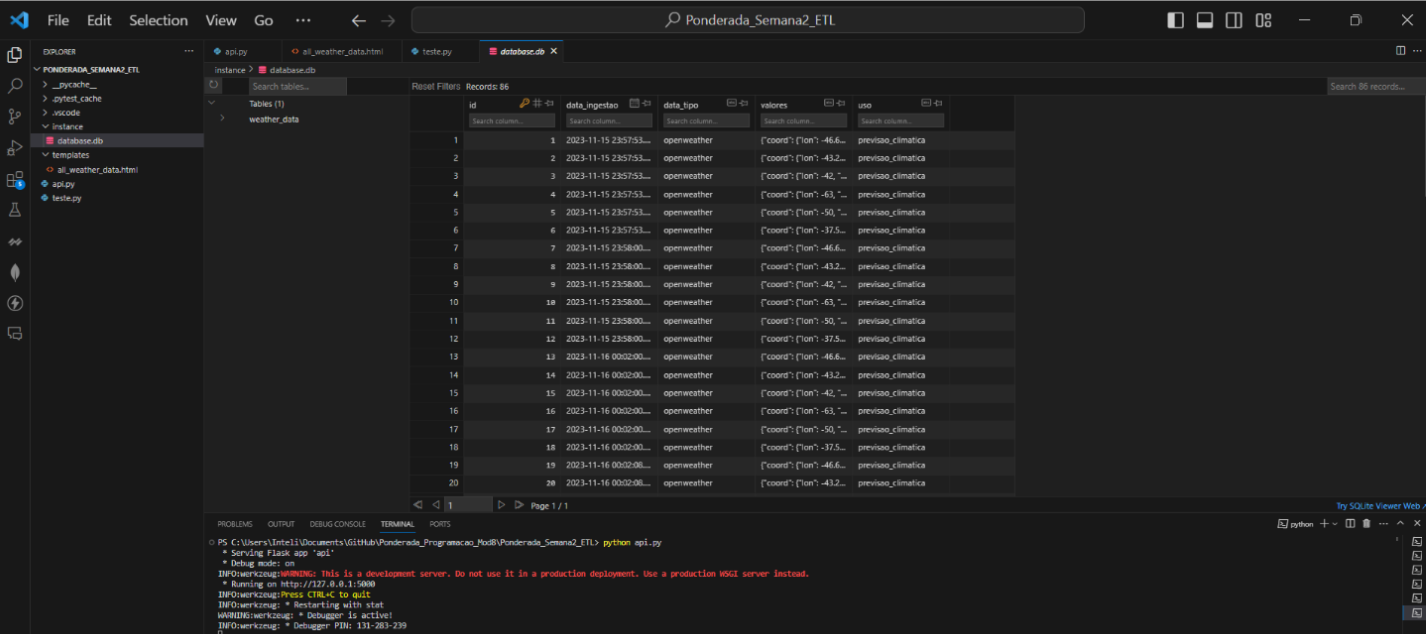 File Edit Selection View Go ··· Ponderada_Semana2_ETL
EXPLORER ··· api.py all_weather_data.html teste.py database.db
PONDERADA_SEMANA2_ETL
instance > database.db
__pycache__
.pytest_cache
.vscode
instance
database.db
templates
all_weather_data.html
api.py
teste.py
Search tables...
Tables (1)
weather_data
Reset Filters Records: 86 Search 86 records...
id data_ingestao data_tipo valores uso
Search column... Search column... Search column... Search column... Search column...
1 1 2023-11-15 23:57:53.... openweather {"coord": {"lon": -46.6... previsao_climatica
2 2 2023-11-15 23:57:53.... openweather {"coord": {"lon": -43.2... previsao_climatica
3 3 2023-11-15 23:57:53.... openweather {"coord": {"lon": -42, "... previsao_climatica
4 4 2023-11-15 23:57:53.... openweather {"coord": {"lon": -63, "... previsao_climatica
5 5 2023-11-15 23:57:53.... openweather {"coord": {"lon": -50, "... previsao_climatica
6 6 2023-11-15 23:57:53.... openweather {"coord": {"lon": -37.5... previsao_climatica
7 7 2023-11-15 23:58:00.... openweather {"coord": {"lon": -46.6... previsao_climatica
8 8 2023-11-15 23:58:00.... openweather {"coord": {"lon": -43.2... previsao_climatica
9 9 2023-11-15 23:58:00.... openweather {"coord": {"lon": -42, "... previsao_climatica
10 10 2023-11-15 23:58:00.... openweather {"coord": {"lon": -63, "... previsao_climatica
11 11 2023-11-15 23:58:00.... openweather {"coord": {"lon": -50, "... previsao_climatica
12 12 2023-11-15 23:58:00.... openweather {"coord": {"lon": -37.5... previsao_climatica
13 13 2023-11-16 00:02:00.... openweather {"coord": {"lon": -46.6... previsao_climatica
14 14 2023-11-16 00:02:00.... openweather {"coord": {"lon": -43.2... previsao_climatica
15 15 2023-11-16 00:02:00.... openweather {"coord": {"lon": -42, "... previsao_climatica
16 16 2023-11-16 00:02:00.... openweather {"coord": {"lon": -63, "... previsao_climatica
17 17 2023-11-16 00:02:00.... openweather {"coord": {"lon": -50, "... previsao_climatica
18 18 2023-11-16 00:02:00.... openweather {"coord": {"lon": -37.5... previsao_climatica
19 19 2023-11-16 00:02:08.... openweather {"coord": {"lon": -46.6... previsao_climatica
20 20 2023-11-16 00:02:08.... openweather {"coord": {"lon": -43.2... previsao_climatica
1 Page 1 / 1 Try SQLite Viewer Web
PROBLEMS OUTPUT DEBUG CONSOLE TERMINAL PORTS python
PS C:\Users\Inteli\Documents\GitHub\Ponderada_Programacao_Mod8\Ponderada_Semana2_ETL> python api.py
* Serving Flask app 'api'
* Debug mode: on
INFO:werkzeug:WARNING: This is a development server. Do not use it in a production deployment. Use a production WSGI server instead.
* Running on http://127.0.0.1:5000
INFO:werkzeug:Press CTRL+C to quit
INFO:werkzeug: * Restarting with stat
WARNING:werkzeug: * Debugger is active!
INFO:werkzeug: * Debugger PIN: 131-283-239